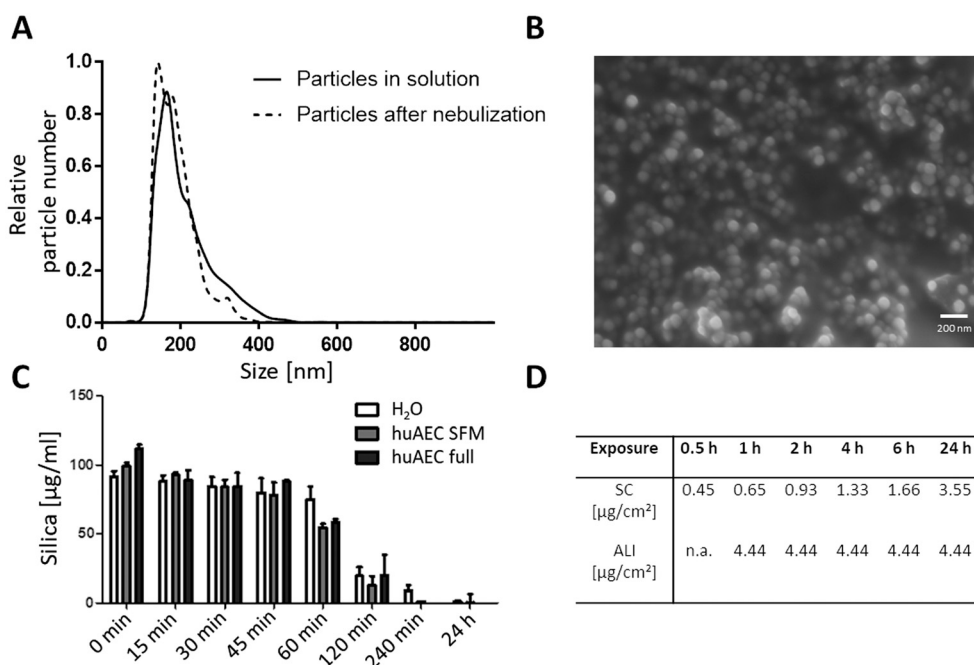 A
Relative
particle number
1.0
0.8
0.6
0.4
0.2
0.0
0
200
400
600
800
Size [nm]
Particles in solution
Particles after nebulization
B
200 nm
C
Silica [µg/ml]
150
100
50
0
H₂O
huAEC SFM
huAEC full
0 min
15 min
30 min
45 min
60 min
120 min
240 min
24 h
D
Exposure 0.5 h 1 h 2 h 4 h 6 h 24 h
SC 0.45 0.65 0.93 1.33 1.66 3.55
[µg/cm²]
ALI n.a. 4.44 4.44 4.44 4.44 4.44
[µg/cm²]